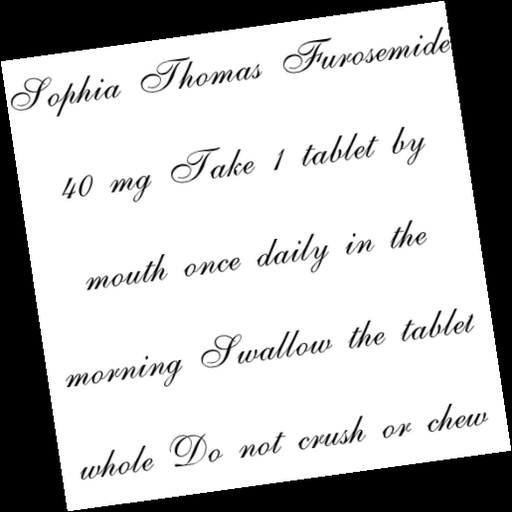 Sophia Thomas Furosemide
40 mg Take 1 tablet by
mouth once daily in the
morning Swallow the tablet
whole Do not crush or chew